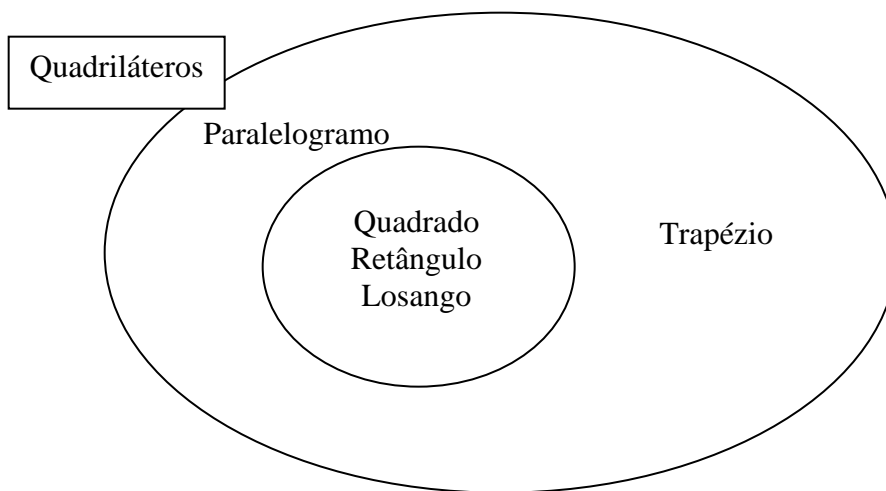 Quadriláteros
Paralelogramo
Quadrado
Retângulo
Losango
Trapézio